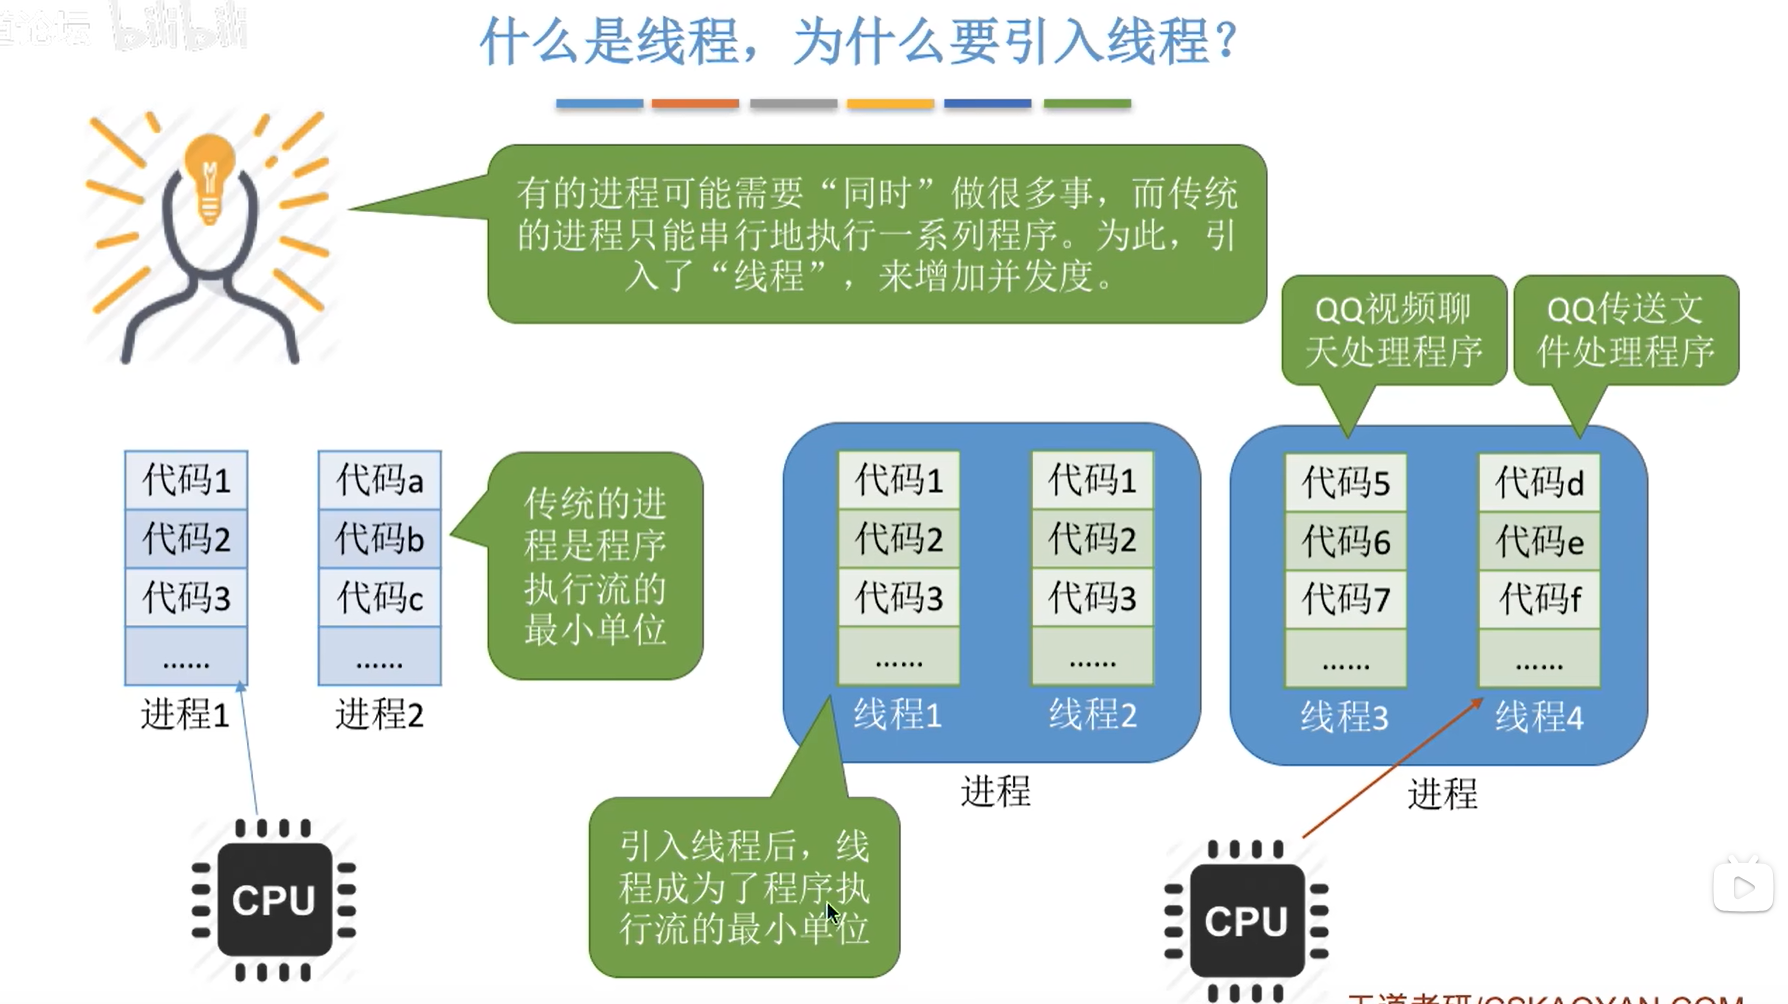 bilibili
什么是线程，为什么要引入线程？
有的进程可能需要“同时”做很多事，而传统
的进程只能串行地执行一系列程序。为此，引
入了“线程”，来增加并发度。
QQ视频聊
天处理程序
QQ传送文
件处理程序
代码1
代码2
代码3
……
进程1
代码a
代码b
代码c
……
进程2
传统的进
程是程序
执行流的
最小单位
代码1
代码2
代码3
……
线程1
代码1
代码2
代码3
……
线程2
进程
代码5
代码6
代码7
……
线程3
代码d
代码e
代码f
……
线程4
进程
引入线程后，线
程成为了程序执
行流的最小单位
CPU
CPU
王道考研/CSKAOYAN.COM